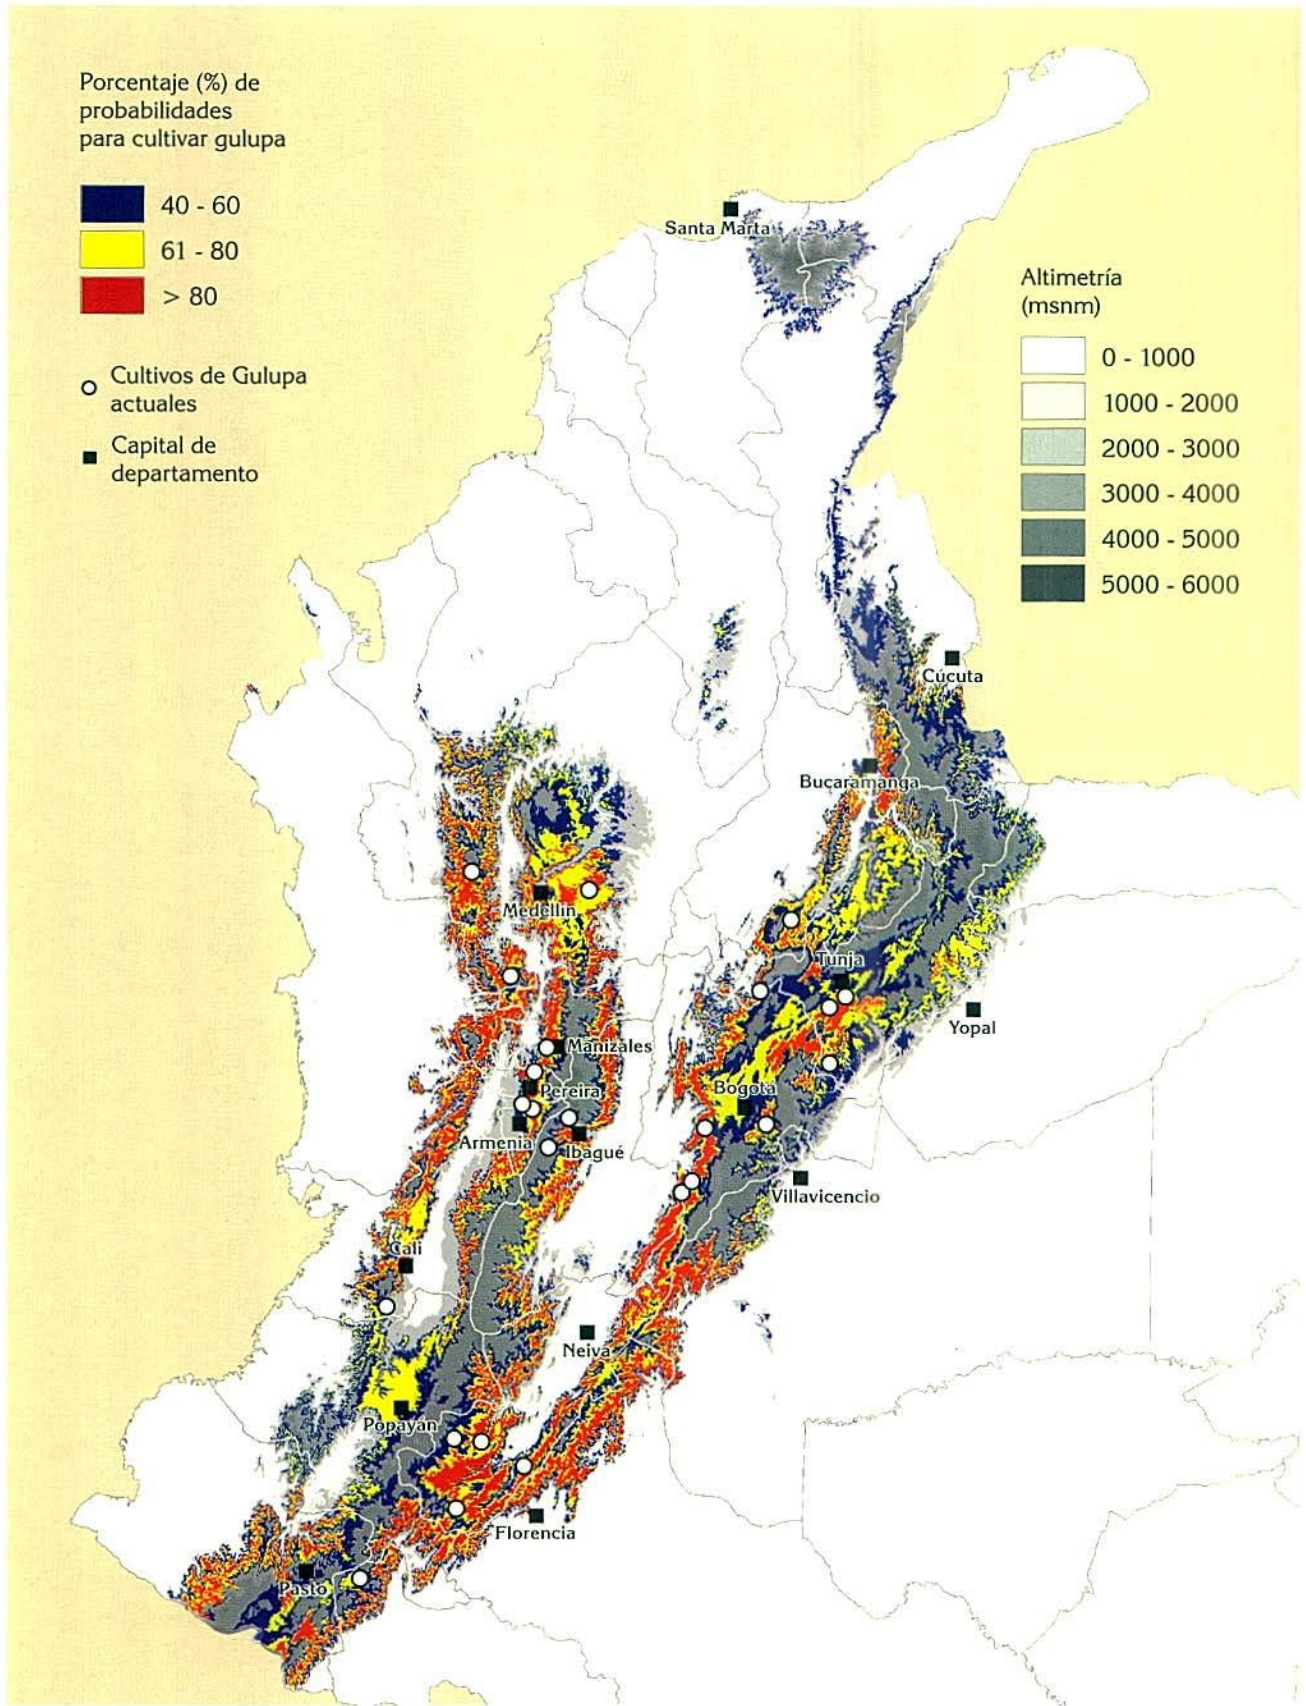 Porcentaje (%) de
probabilidades
para cultivar gulupa
40 - 60
61 - 80
> 80
Cultivos de Gulupa
actuales
Capital de
departamento
Altimetría
(msnm)
0 - 1000
1000 - 2000
2000 - 3000
3000 - 4000
4000 - 5000
5000 - 6000
Santa Marta
Cúcuta
Bucaramanga
Medellín
Tunja
Yopal
Manizales
Pereira
Bogotá
Armenia
Ibagué
Villavicencio
Cali
Neiva
Popayán
Florencia
Pasto